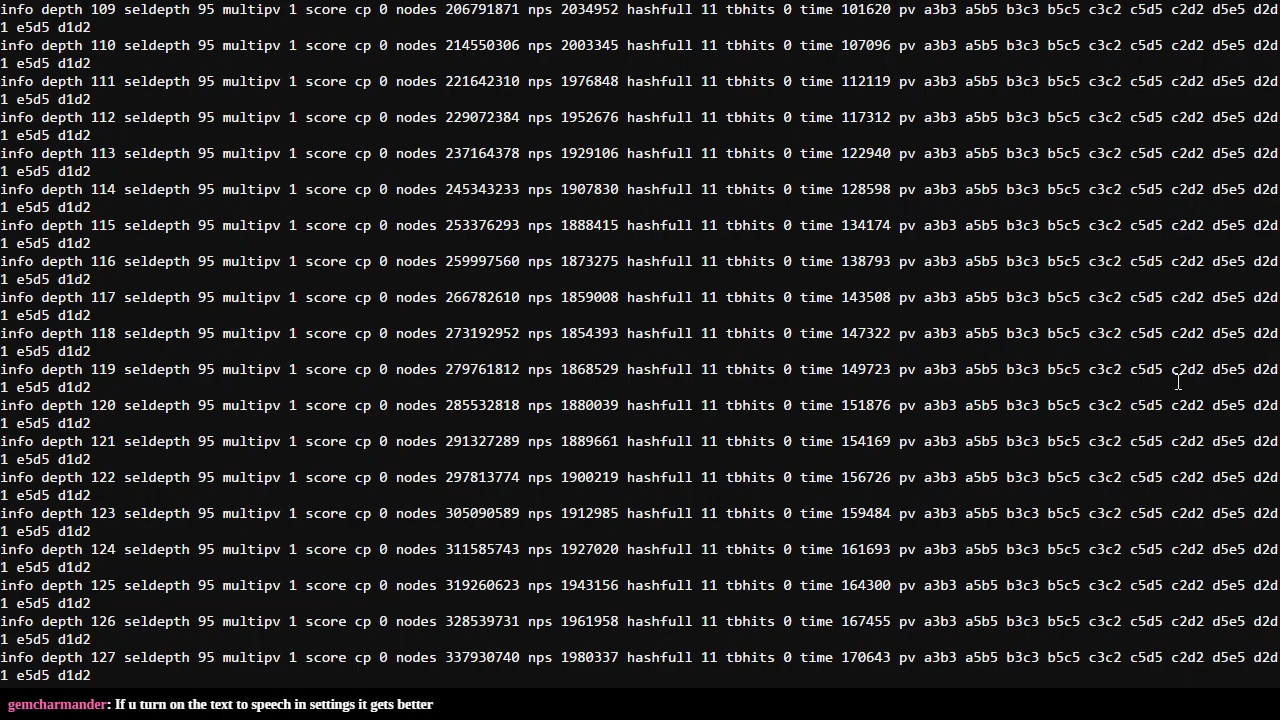 info depth 109 seldepth 95 multipv 1 score cp 0 nodes 206791871 nps 2034952 hashfull 11 tbhits 0 time 101620 pv a3b3 a5b5 b3c3 b5c5 c3c2 c5d5 c2d2 d5e5 d2d
1 e5d5 d1d2
info depth 110 seldepth 95 multipv 1 score cp 0 nodes 214550306 nps 2003345 hashfull 11 tbhits 0 time 107096 pv a3b3 a5b5 b3c3 b5c5 c3c2 c5d5 c2d2 d5e5 d2d
1 e5d5 d1d2
info depth 111 seldepth 95 multipv 1 score cp 0 nodes 221642310 nps 1976848 hashfull 11 tbhits 0 time 112119 pv a3b3 a5b5 b3c3 b5c5 c3c2 c5d5 c2d2 d5e5 d2d
1 e5d5 d1d2
info depth 112 seldepth 95 multipv 1 score cp 0 nodes 229072384 nps 1952676 hashfull 11 tbhits 0 time 117312 pv a3b3 a5b5 b3c3 b5c5 c3c2 c5d5 c2d2 d5e5 d2d
1 e5d5 d1d2
info depth 113 seldepth 95 multipv 1 score cp 0 nodes 237164378 nps 1929106 hashfull 11 tbhits 0 time 122940 pv a3b3 a5b5 b3c3 b5c5 c3c2 c5d5 c2d2 d5e5 d2d
1 e5d5 d1d2
info depth 114 seldepth 95 multipv 1 score cp 0 nodes 245343233 nps 1907830 hashfull 11 tbhits 0 time 128598 pv a3b3 a5b5 b3c3 b5c5 c3c2 c5d5 c2d2 d5e5 d2d
1 e5d5 d1d2
info depth 115 seldepth 95 multipv 1 score cp 0 nodes 253376293 nps 1888415 hashfull 11 tbhits 0 time 134174 pv a3b3 a5b5 b3c3 b5c5 c3c2 c5d5 c2d2 d5e5 d2d
1 e5d5 d1d2
info depth 116 seldepth 95 multipv 1 score cp 0 nodes 259997560 nps 1873275 hashfull 11 tbhits 0 time 138793 pv a3b3 a5b5 b3c3 b5c5 c3c2 c5d5 c2d2 d5e5 d2d
1 e5d5 d1d2
info depth 117 seldepth 95 multipv 1 score cp 0 nodes 266782610 nps 1859008 hashfull 11 tbhits 0 time 143508 pv a3b3 a5b5 b3c3 b5c5 c3c2 c5d5 c2d2 d5e5 d2d
1 e5d5 d1d2
info depth 118 seldepth 95 multipv 1 score cp 0 nodes 273192952 nps 1854393 hashfull 11 tbhits 0 time 147322 pv a3b3 a5b5 b3c3 b5c5 c3c2 c5d5 c2d2 d5e5 d2d
1 e5d5 d1d2
info depth 119 seldepth 95 multipv 1 score cp 0 nodes 279761812 nps 1868529 hashfull 11 tbhits 0 time 149723 pv a3b3 a5b5 b3c3 b5c5 c3c2 c5d5 c2d2 d5e5 d2d
1 e5d5 d1d2
info depth 120 seldepth 95 multipv 1 score cp 0 nodes 285532818 nps 1880039 hashfull 11 tbhits 0 time 151876 pv a3b3 a5b5 b3c3 b5c5 c3c2 c5d5 c2d2 d5e5 d2d
1 e5d5 d1d2
info depth 121 seldepth 95 multipv 1 score cp 0 nodes 291327289 nps 1889661 hashfull 11 tbhits 0 time 154169 pv a3b3 a5b5 b3c3 b5c5 c3c2 c5d5 c2d2 d5e5 d2d
1 e5d5 d1d2
info depth 122 seldepth 95 multipv 1 score cp 0 nodes 297813774 nps 1900219 hashfull 11 tbhits 0 time 156726 pv a3b3 a5b5 b3c3 b5c5 c3c2 c5d5 c2d2 d5e5 d2d
1 e5d5 d1d2
info depth 123 seldepth 95 multipv 1 score cp 0 nodes 305090589 nps 1912985 hashfull 11 tbhits 0 time 159484 pv a3b3 a5b5 b3c3 b5c5 c3c2 c5d5 c2d2 d5e5 d2d
1 e5d5 d1d2
info depth 124 seldepth 95 multipv 1 score cp 0 nodes 311585743 nps 1927020 hashfull 11 tbhits 0 time 161693 pv a3b3 a5b5 b3c3 b5c5 c3c2 c5d5 c2d2 d5e5 d2d
1 e5d5 d1d2
info depth 125 seldepth 95 multipv 1 score cp 0 nodes 319260623 nps 1943156 hashfull 11 tbhits 0 time 164300 pv a3b3 a5b5 b3c3 b5c5 c3c2 c5d5 c2d2 d5e5 d2d
1 e5d5 d1d2
info depth 126 seldepth 95 multipv 1 score cp 0 nodes 328539731 nps 1961958 hashfull 11 tbhits 0 time 167455 pv a3b3 a5b5 b3c3 b5c5 c3c2 c5d5 c2d2 d5e5 d2d
1 e5d5 d1d2
info depth 127 seldepth 95 multipv 1 score cp 0 nodes 337930740 nps 1980337 hashfull 11 tbhits 0 time 170643 pv a3b3 a5b5 b3c3 b5c5 c3c2 c5d5 c2d2 d5e5 d2d
1 e5d5 d1d2
gemcharmander: If u turn on the text to speech in settings it gets better